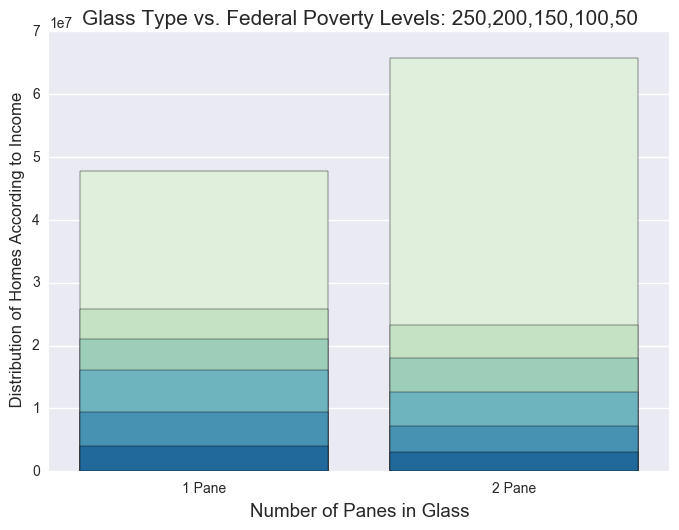 Glass Type vs. Federal Poverty Levels: 250,200,150,100,50
1e7
7
6
5
4
3
2
1
0
Distribution of Homes According to Income
1 Pane
2 Pane
Number of Panes in Glass